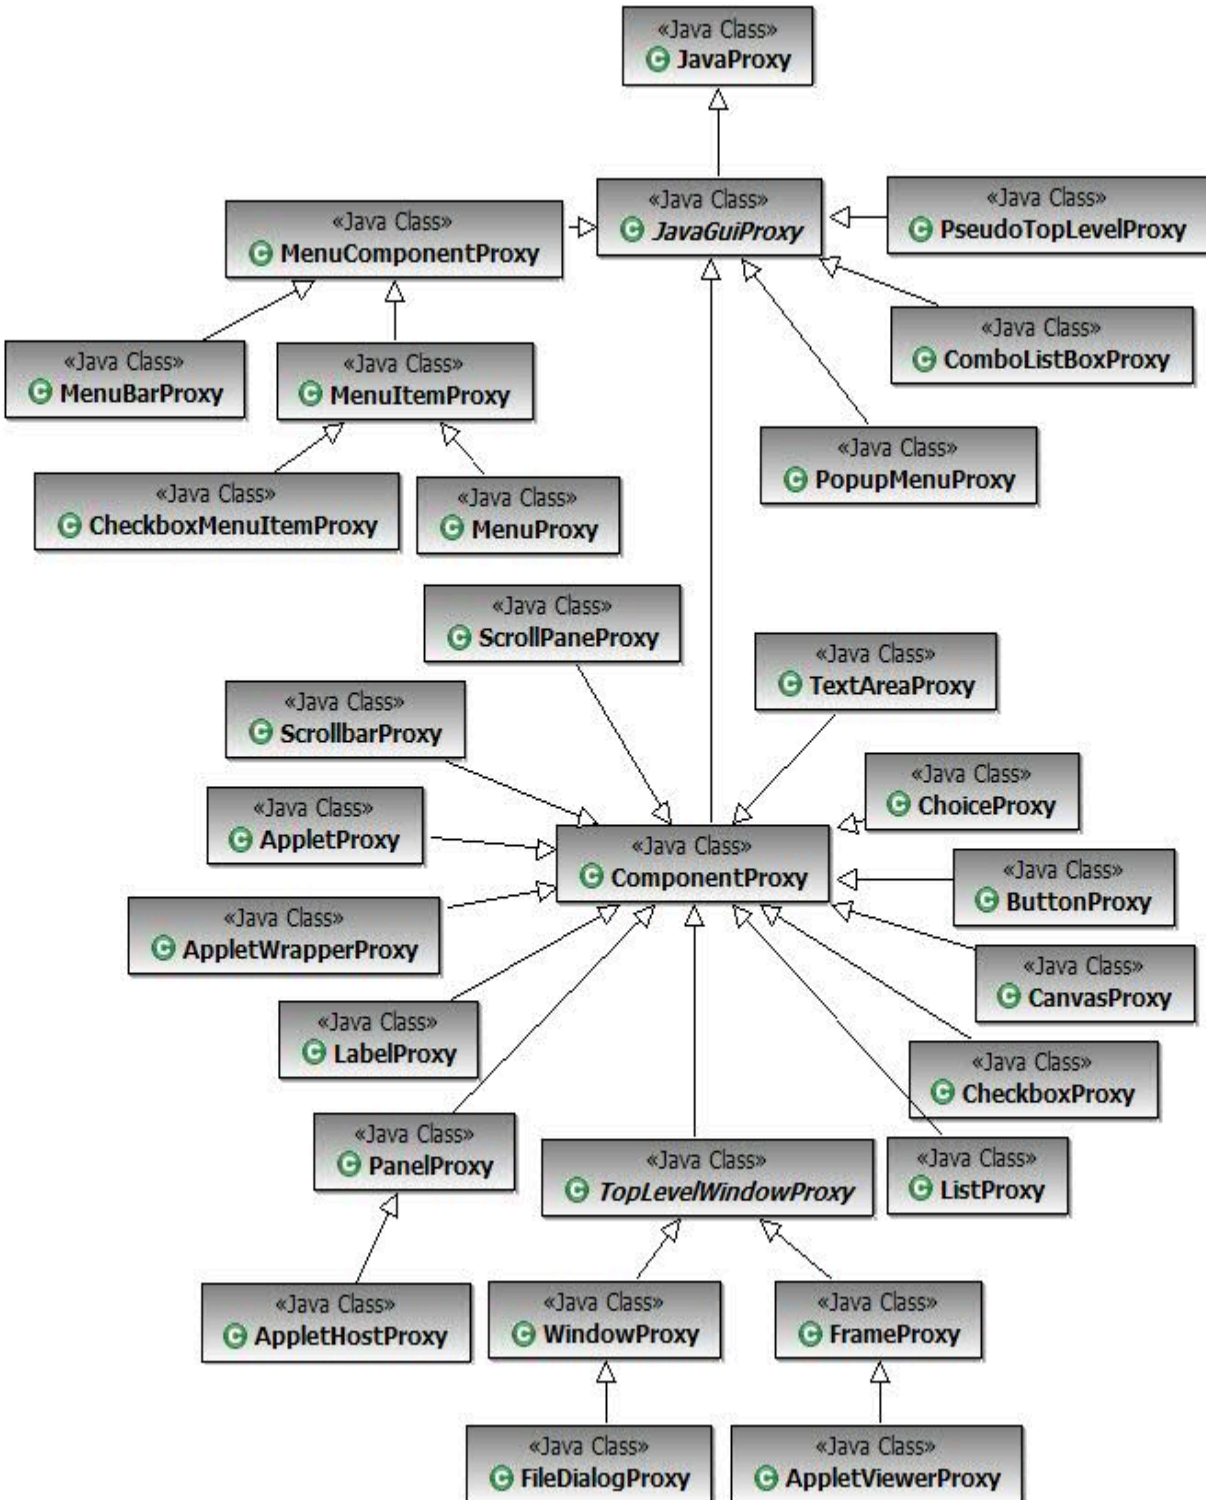 «Java Class»
JavaProxy
«Java Class»
JavaGuiProxy
«Java Class»
PseudoTopLevelProxy
«Java Class»
MenuComponentProxy
«Java Class»
ComboListBoxProxy
«Java Class»
MenuBarProxy
«Java Class»
MenuItemProxy
«Java Class»
PopupMenuProxy
«Java Class»
CheckboxMenuItemProxy
«Java Class»
MenuProxy
«Java Class»
ScrollPaneProxy
«Java Class»
TextAreaProxy
«Java Class»
ScrollbarProxy
«Java Class»
ChoiceProxy
«Java Class»
AppletProxy
«Java Class»
ComponentProxy
«Java Class»
ButtonProxy
«Java Class»
AppletWrapperProxy
«Java Class»
CanvasProxy
«Java Class»
LabelProxy
«Java Class»
CheckboxProxy
«Java Class»
PanelProxy
«Java Class»
TopLevelWindowProxy
«Java Class»
ListProxy
«Java Class»
AppletHostProxy
«Java Class»
WindowProxy
«Java Class»
FrameProxy
«Java Class»
FileDialogProxy
«Java Class»
AppletViewerProxy